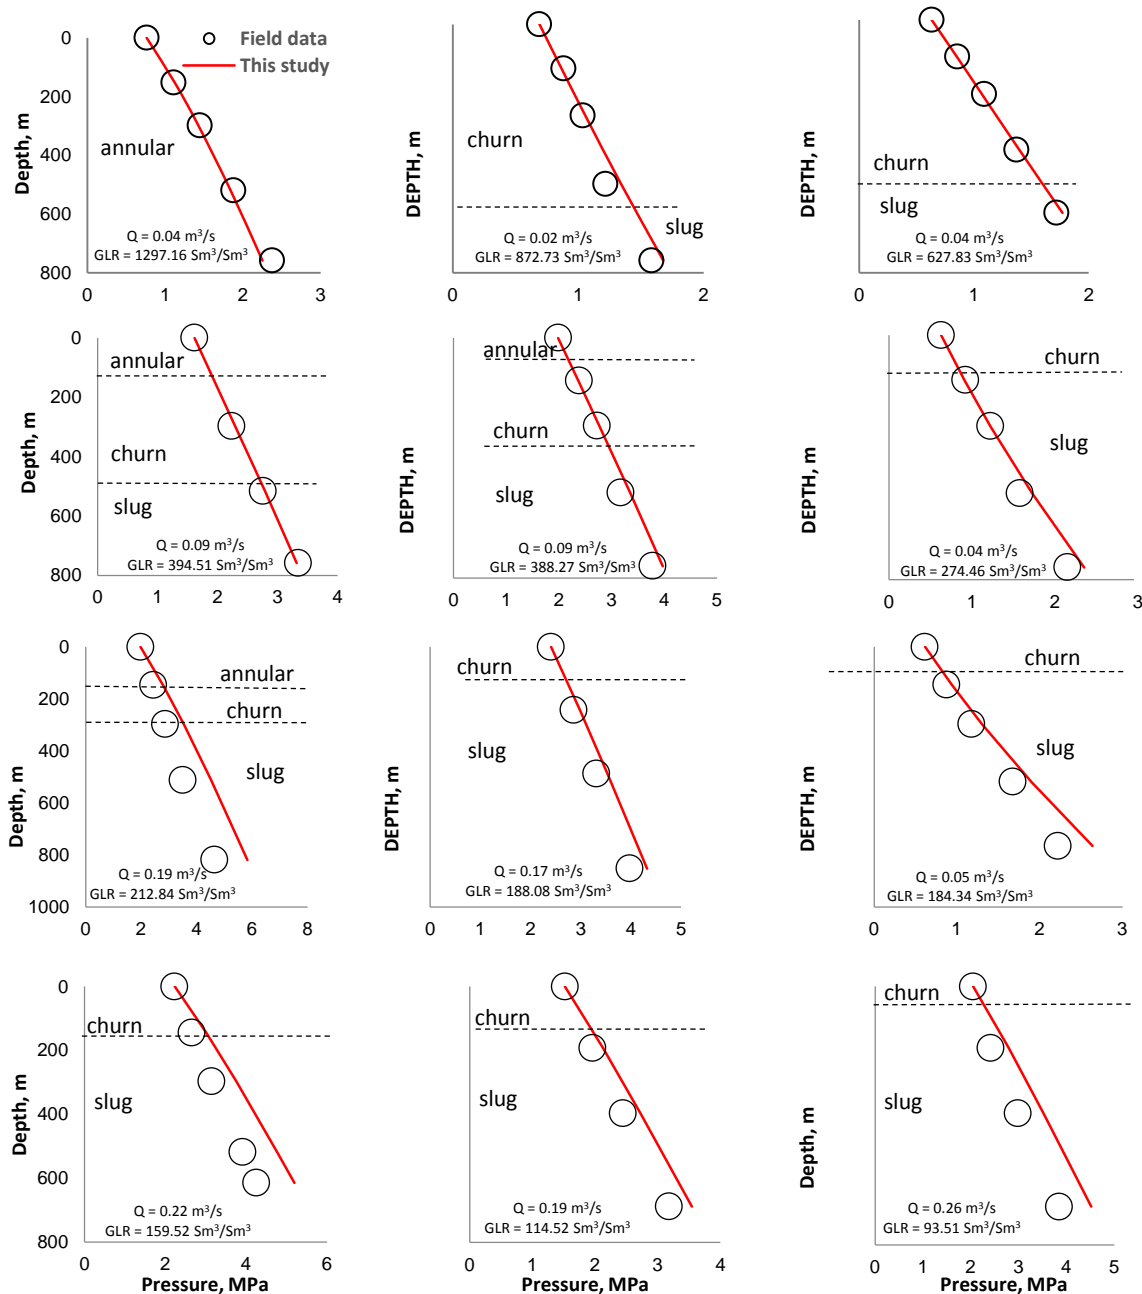 Field data
This study
Depth, m
0
200
400
600
800
annular
Q = 0.04 m³/s
GLR = 1297.16 Sm³/Sm³
0 1 2 3
DEPTH, m
churn
slug
Q = 0.02 m³/s
GLR = 872.73 Sm³/Sm³
0 1 2
DEPTH, m
churn
slug
Q = 0.04 m³/s
GLR = 627.83 Sm³/Sm³
0 1 2
Depth, m
0
200
400
600
800
annular
churn
slug
Q = 0.09 m³/s
GLR = 394.51 Sm³/Sm³
0 1 2 3 4
DEPTH, m
annular
churn
slug
Q = 0.09 m³/s
GLR = 388.27 Sm³/Sm³
0 1 2 3 4 5
DEPTH, m
churn
slug
Q = 0.04 m³/s
GLR = 274.46 Sm³/Sm³
0 1 2 3
Depth, m
0
200
400
600
800
1000
annular
churn
slug
Q = 0.19 m³/s
GLR = 212.84 Sm³/Sm³
0 2 4 6 8
DEPTH, m
churn
slug
Q = 0.17 m³/s
GLR = 188.08 Sm³/Sm³
0 1 2 3 4 5
DEPTH, m
churn
slug
Q = 0.05 m³/s
GLR = 184.34 Sm³/Sm³
0 1 2 3
Depth, m
0
200
400
600
800
churn
slug
Q = 0.22 m³/s
GLR = 159.52 Sm³/Sm³
0 2 4 6
Pressure, MPa
churn
slug
Q = 0.19 m³/s
GLR = 114.52 Sm³/Sm³
0 1 2 3 4
Pressure, MPa
Depth, m
churn
slug
Q = 0.26 m³/s
GLR = 93.51 Sm³/Sm³
0 1 2 3 4 5
Pressure, MPa